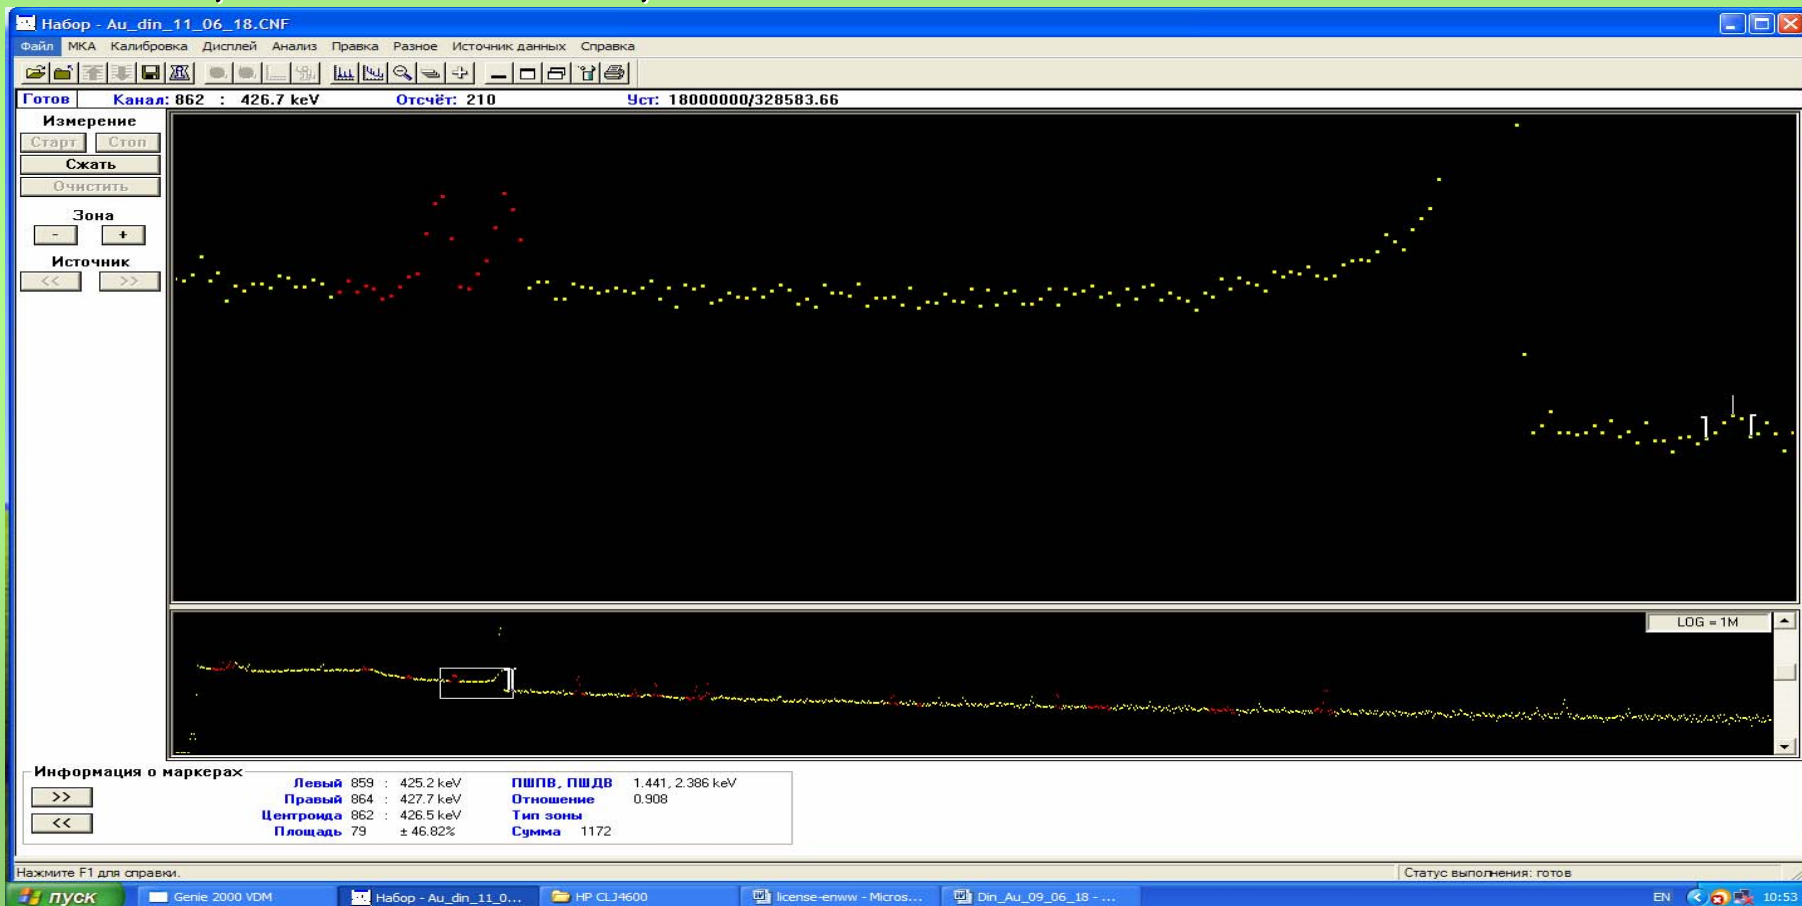 Набор - Au_din_11_06_18.CNF
Файл МКА Калибровка Дисплей Анализ Правка Разное Источник данных Справка
Готов Канал: 862 : 426.7 keV Отсчёт: 210 Уст: 18000000/328583.66
Измерение
Старт Стоп
Сжать
Очистить
Зона
- +
Источник
<< >>
LOG = 1M
Информация о маркерах
>>
<<
Левый 859 : 425.2 keV ПШПВ, ПШДВ 1.441, 2.386 keV
Правый 864 : 427.7 keV Отношение 0.908
Центроида 862 : 426.5 keV Тип зоны
Площадь 79 ± 46.82% Сумма 1172
Нажмите F1 для справки. Статус выполнения: готов
пуск Genie 2000 VDM Набор - Au_din_11_0... HP CLJ4600 license-enww - Micros... Din_Au_09_06_18 - ... EN 10:53